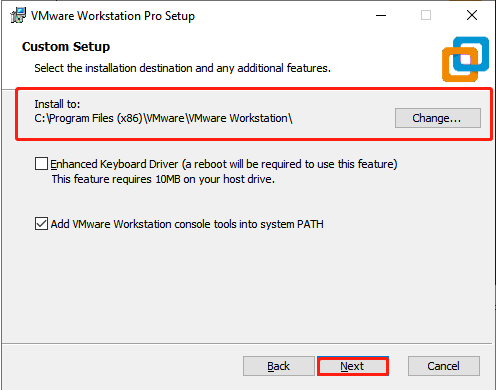 VMware Workstation Pro Setup
Custom Setup
Select the installation destination and any additional features.
Install to:
C:\Program Files (x86)\VMware\VMware Workstation\
Change...
Enhanced Keyboard Driver (a reboot will be required to use this feature)
This feature requires 10MB on your host drive.
Add VMware Workstation console tools into system PATH
Back
Next
Cancel